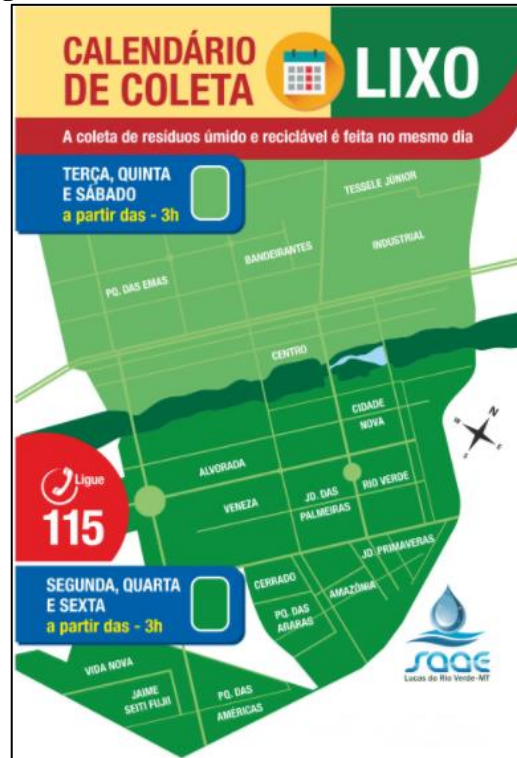 CALENDÁRIO
DE COLETA
LIXO
A coleta de resíduos úmido e reciclável é feita no mesmo dia
TERÇA, QUINTA
E SÁBADO
a partir das - 3h
TESSELE JÚNIOR
BANDEIRANTES
INDUSTRIAL
PQ. DAS EMAS
CENTRO
CIDADE
NOVA
N
E
S
ALVORADA
VENEZA
JD. DAS
PALMEIRAS
RIO VERDE
Ligue
115
JD. PRIMAVERAS
CERRADO
AMAZÔNIA
PQ. DAS
ARARAS
SEGUNDA, QUARTA
E SEXTA
a partir das - 3h
SAAE
Lucas do Rio Verde-MT
VIDA NOVA
JAIME
SEITI FUJII
PQ. DAS
AMÉRICAS